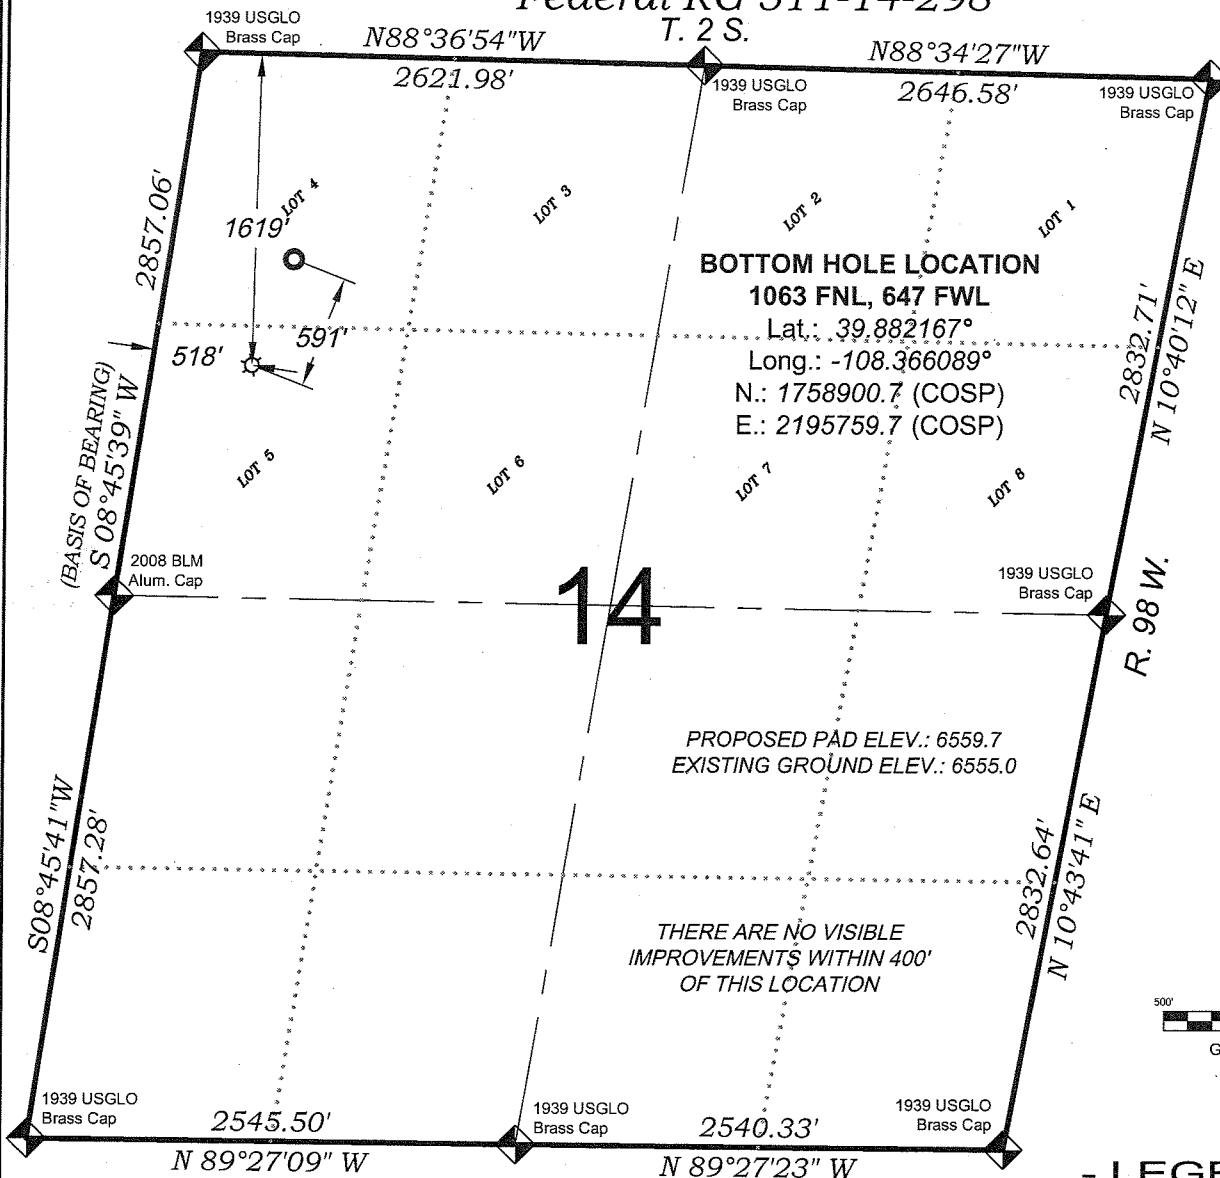 T. 2 S.
1939 USGLO
Brass Cap
N88°36'54"W
2621.98'
1939 USGLO
Brass Cap
N88°34'27"W
2646.58'
1939 USGLO
Brass Cap
2857.06'
LOT 4
LOT 3
LOT 2
LOT 1
1619'
591'
518'
BOTTOM HOLE LOCATION
1063 FNL, 647 FWL
Lat.: 39.882167°
Long.: -108.366089°
N.: 1758900.7 (COSP)
E.: 2195759.7 (COSP)
2832.71'
N 10°40'12" E
(BASIS OF BEARING)
S 08°45'39" W
LOT 5
LOT 6
LOT 7
LOT 8
2008 BLM
Alum. Cap
14
1939 USGLO
Brass Cap
R. 98 W.
PROPOSED PAD ELEV.: 6559.7
EXISTING GROUND ELEV.: 6555.0
S08°45'41"W
2857.28'
2832.64'
N 10°43'41" E
THERE ARE NO VISIBLE
IMPROVEMENTS WITHIN 400'
OF THIS LOCATION
500'
1939 USGLO
Brass Cap
2545.50'
N 89°27'09" W
1939 USGLO
Brass Cap
2540.33'
N 89°27'23" W
1939 USGLO
Brass Cap